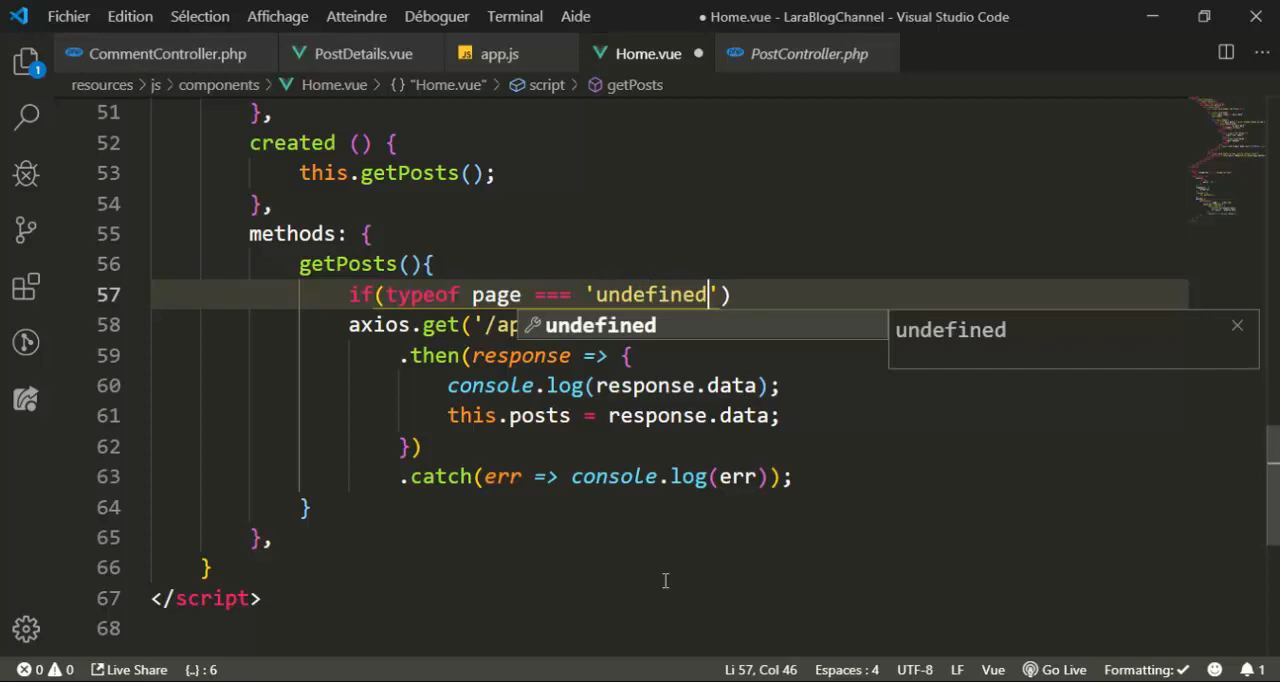 Fichier Edition Sélection Affichage Atteindre Déboguer Terminal Aide ● Home.vue - LaraBlogChannel - Visual Studio Code
CommentController.php PostDetails.vue JS app.js Home.vue ● PostController.php
resources > js > components > Home.vue > {} "Home.vue" > script > getPosts
1
51 },
52 created () {
53 this.getPosts();
54 },
55 methods: {
56 getPosts(){
57 if(typeof page === 'undefined')
58 axios.get('/ap
undefined
undefined
59 .then(response => {
60 console.log(response.data);
61 this.posts = response.data;
62 })
63 .catch(err => console.log(err));
64 }
65 },
66 }
67 </script>
68
0 0 Live Share {..} : 6 Li 57, Col 46 Espaces : 4 UTF-8 LF Vue Go Live Formatting: ✓ 1